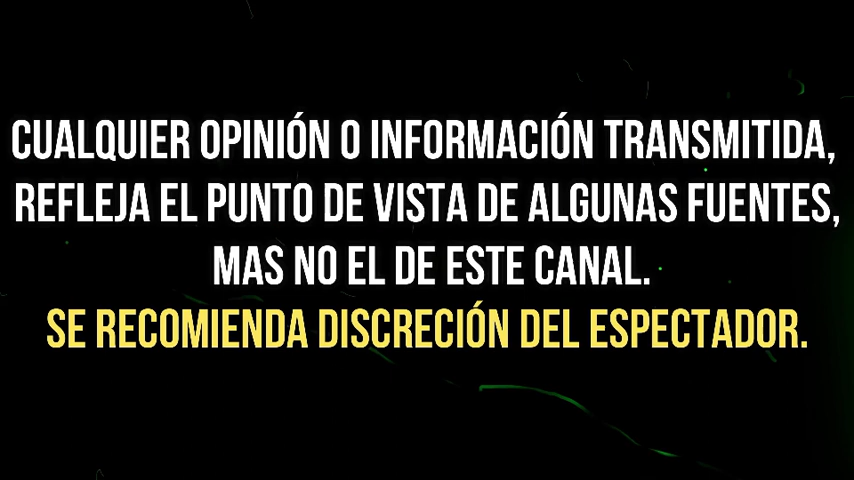 CUALQUIER OPINIÓN O INFORMACIÓN TRANSMITIDA,
REFLEJA EL PUNTO DE VISTA DE ALGUNAS FUENTES,
MAS NO EL DE ESTE CANAL.
SE RECOMIENDA DISCRECIÓN DEL ESPECTADOR.